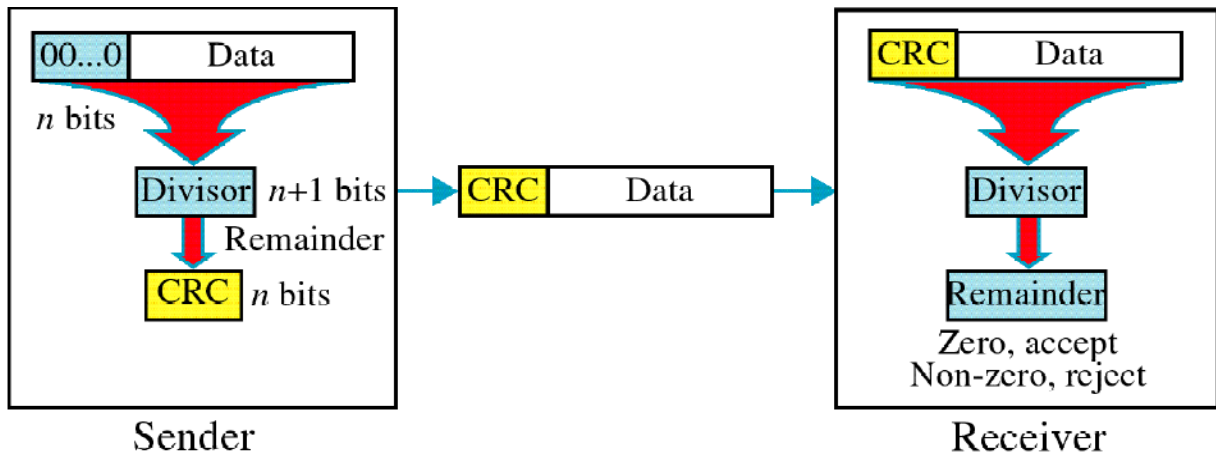 00...0 Data
n bits
Divisor n+1 bits
Remainder
CRC n bits
Sender
CRC Data
CRC Data
Divisor
Remainder
Zero, accept
Non-zero, reject
Receiver